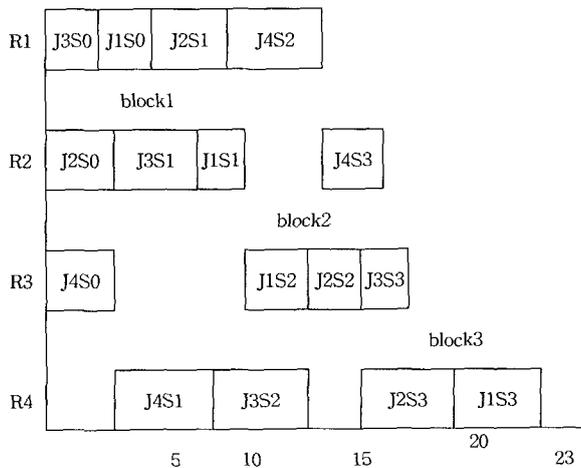 R1 J3S0 J1S0 J2S1 J4S2
block1
R2 J2S0 J3S1 J1S1 J4S3
block2
R3 J4S0 J1S2 J2S2 J3S3
block3
R4 J4S1 J3S2 J2S3 J1S3
5 10 15 20 23